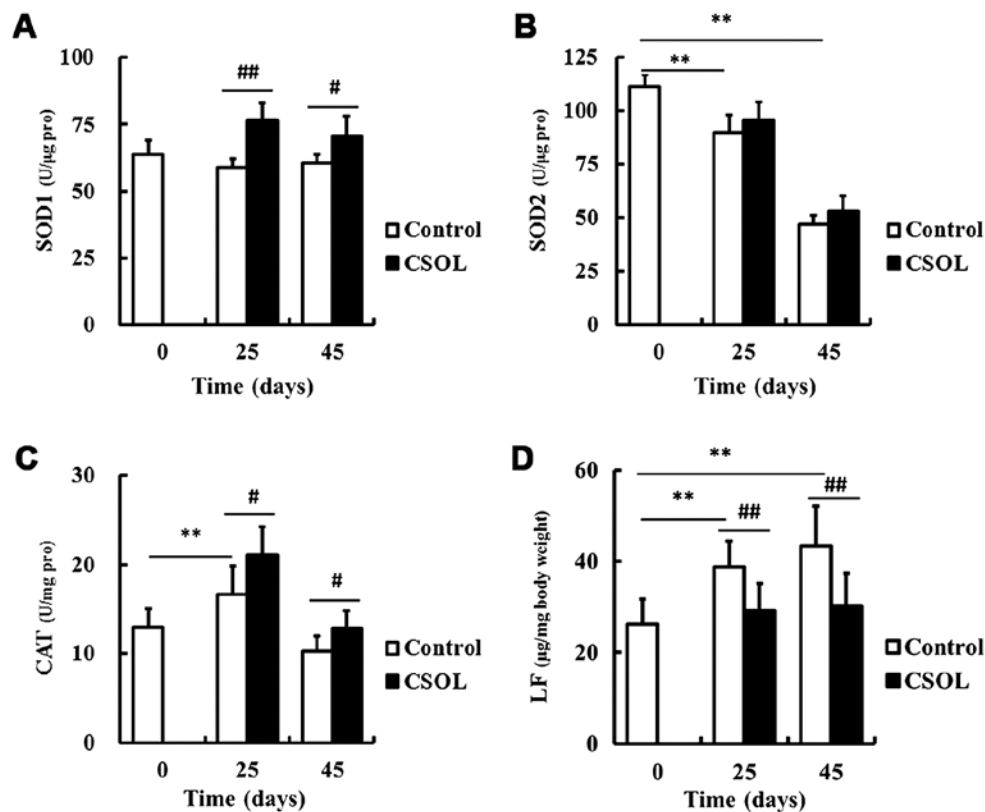 A
100
75
50
25
0
SOD1 (U/µg pro)
##
#
Control
CSOL
0 25 45
Time (days)
B
125
100
75
50
25
0
SOD2 (U/µg pro)
**
**
Control
CSOL
0 25 45
Time (days)
C
30
20
10
0
CAT (U/mg pro)
**
#
#
Control
CSOL
0 25 45
Time (days)
D
60
40
20
0
LF (µg/mg body weight)
**
**
##
##
Control
CSOL
0 25 45
Time (days)